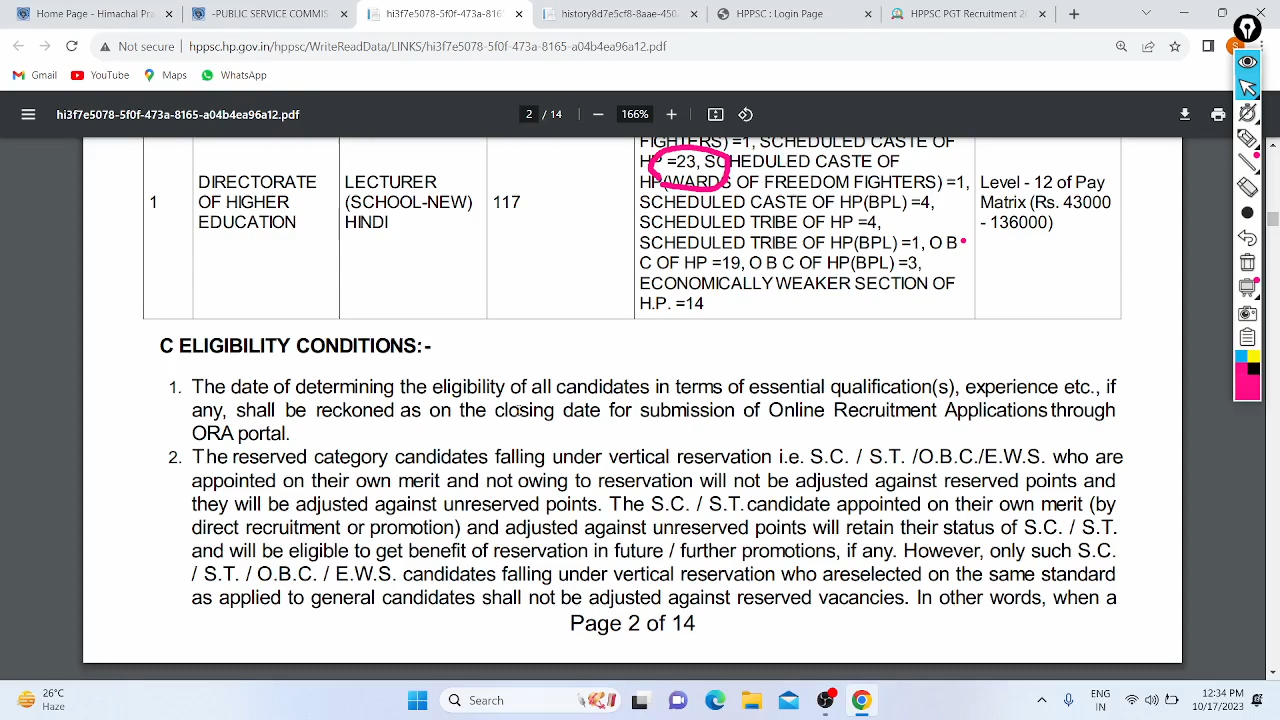 Home Page - Himachal Pr
-PUBLIC SERVICE COMMIS
hi3f7e5078-5f0f-473a-816
history8d7e5cf8-8aae-450
HPPSC : Login Page
HPPSC PGT Recruitment 2
Not secure
hppsc.hp.gov.in/hppsc/WriteReadData/LINKS/hi3f7e5078-5f0f-473a-8165-a04b4ea96a12.pdf
Gmail
YouTube
Maps
WhatsApp
hi3f7e5078-5f0f-473a-8165-a04b4ea96a12.pdf
2 / 14
166%
FIGHTERS) =1, SCHEDULED CASTE OF
HP =23, SCHEDULED CASTE OF
HP(WARDS OF FREEDOM FIGHTERS) =1,
SCHEDULED CASTE OF HP(BPL) =4,
SCHEDULED TRIBE OF HP =4,
SCHEDULED TRIBE OF HP(BPL) =1, O B
C OF HP =19, O B C OF HP(BPL) =3,
ECONOMICALLY WEAKER SECTION OF
H.P. =14
1
DIRECTORATE
OF HIGHER
EDUCATION
LECTURER
(SCHOOL-NEW)
HINDI
117
Level - 12 of Pay
Matrix (Rs. 43000
- 136000)
C ELIGIBILITY CONDITIONS:-
1. The date of determining the eligibility of all candidates in terms of essential qualification(s), experience etc., if
any, shall be reckoned as on the closing date for submission of Online Recruitment Applications through
ORA portal.
2. The reserved category candidates falling under vertical reservation i.e. S.C. / S.T. /O.B.C./E.W.S. who are
appointed on their own merit and not owing to reservation will not be adjusted against reserved points and
they will be adjusted against unreserved points. The S.C. / S.T. candidate appointed on their own merit (by
direct recruitment or promotion) and adjusted against unreserved points will retain their status of S.C. / S.T.
and will be eligible to get benefit of reservation in future / further promotions, if any. However, only such S.C.
/ S.T. / O.B.C. / E.W.S. candidates falling under vertical reservation who areselected on the same standard
as applied to general candidates shall not be adjusted against reserved vacancies. In other words, when a
Page 2 of 14
26°C
Haze
Search
ENG
IN
12:34 PM
10/17/2023